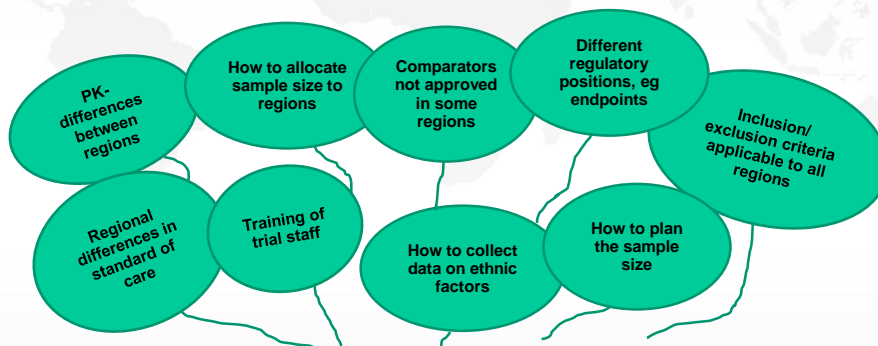 PK-
differences
between
regions
How to allocate
sample size to
regions
Comparators
not approved
in some
regions
Different
regulatory
positions, eg
endpoints
Inclusion/
exclusion criteria
applicable to all
regions
Regional
differences in
standard of
care
Training of
trial staff
How to collect
data on ethnic
factors
How to plan
the sample
size